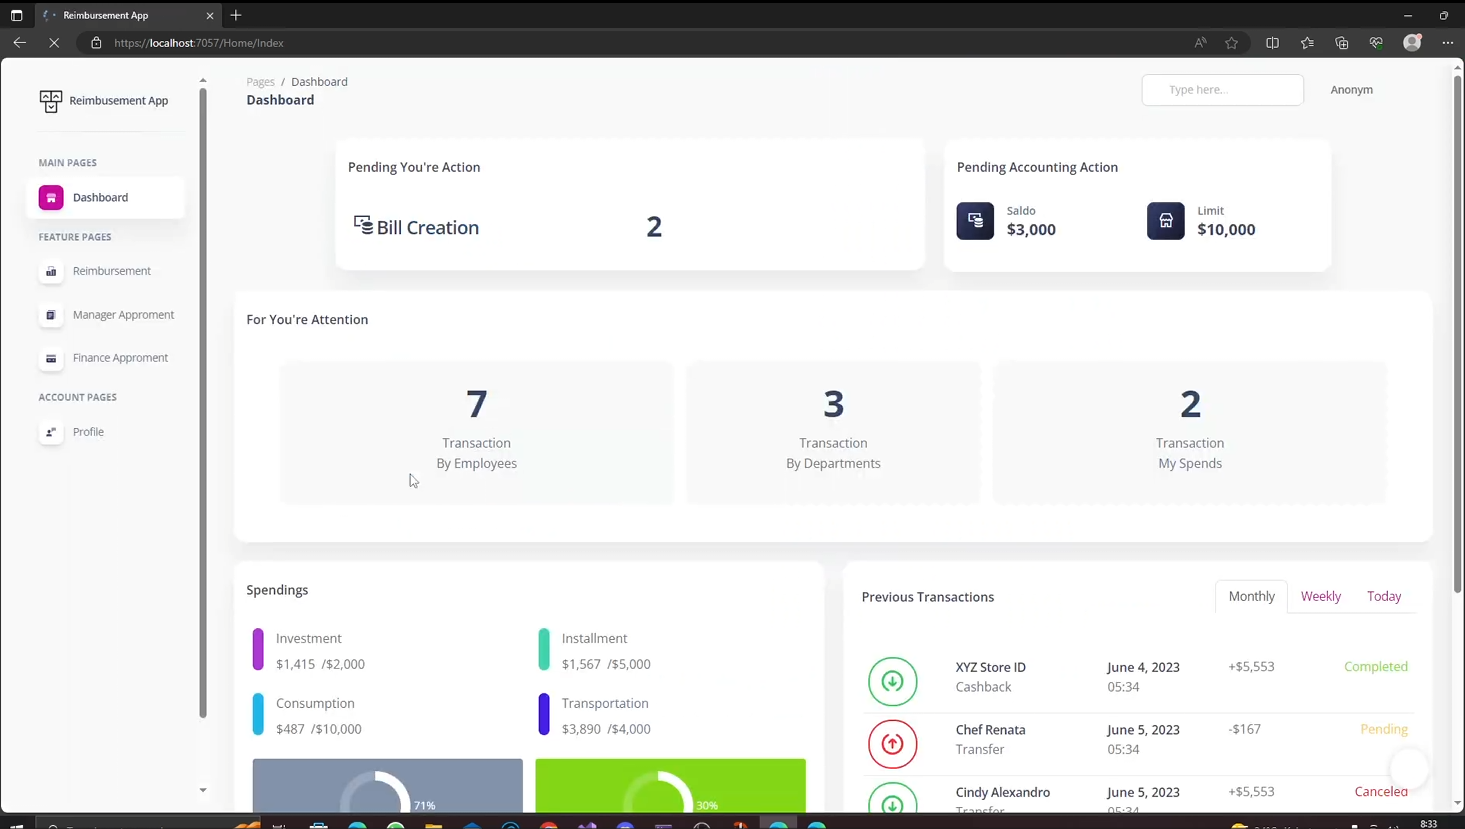 Reimbursement App
https://localhost:7057/Home/Index
Reimbusement App
MAIN PAGES
Dashboard
FEATURE PAGES
Reimbursement
Manager Approment
Finance Approment
ACCOUNT PAGES
Profile
Pages / Dashboard
Dashboard
Type here...
Anonym
Pending You're Action
Bill Creation
2
Pending Accounting Action
Saldo
$3,000
Limit
$10,000
For You're Attention
7
Transaction
By Employees
3
Transaction
By Departments
2
Transaction
My Spends
Spendings
Investment
$1,415 /$2,000
Installment
$1,567 /$5,000
Consumption
$487 /$10,000
Transportation
$3,890 /$4,000
71%
30%
Previous Transactions
Monthly
Weekly
Today
XYZ Store ID
Cashback
June 4, 2023
05:34
+$5,553
Completed
Chef Renata
Transfer
June 5, 2023
05:34
-$167
Pending
Cindy Alexandro
Transfer
June 5, 2023
05:34
+$5,553
Canceled
8:33